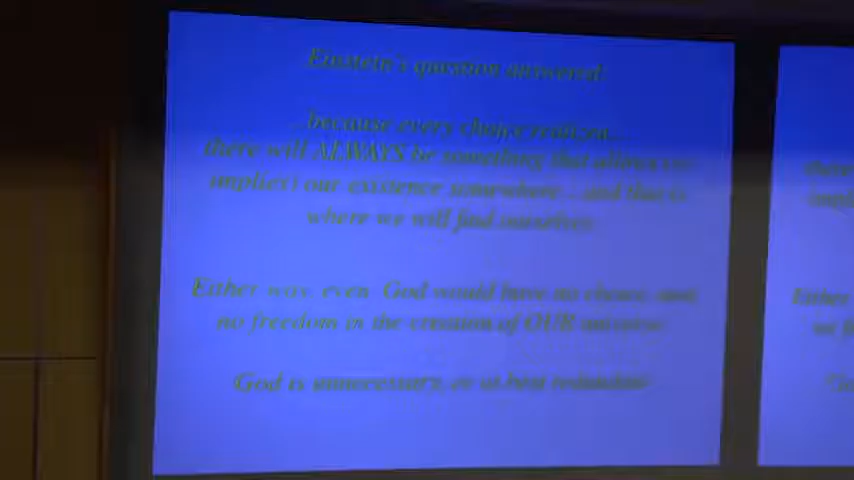 Einstein's question answered:
...because every choice realized...
there will ALWAYS be something that allows (or
implies) our existence somewhere...and that is
where we will find ourselves.
Either way, even God would have no choice, and
no freedom in the creation of OUR universe
God is unnecessary, or at best redundant
there
Either